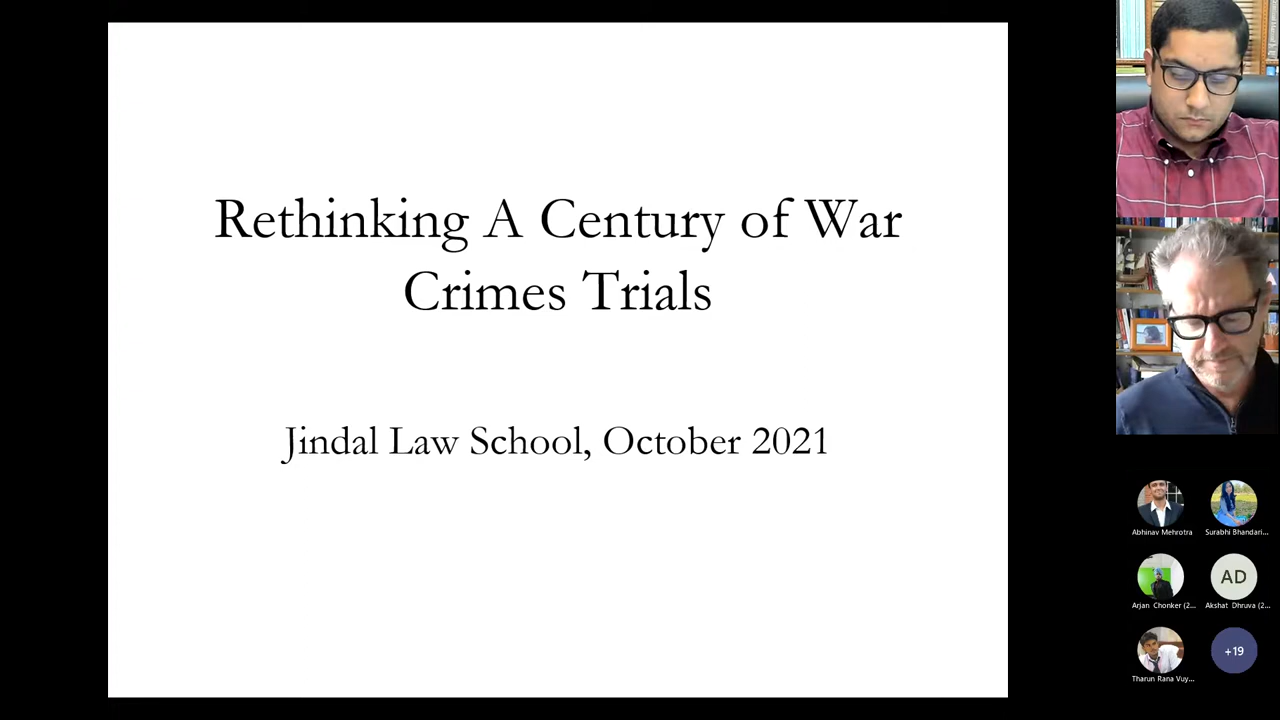 Rethinking A Century of War
Crimes Trials
Jindal Law School, October 2021
Abhinav Mehrotra
Surabhi Bhandari...
Arjan Chonker (2...
AD
Akshat Dhruva (2...
Tharun Rana Vuy...
+19